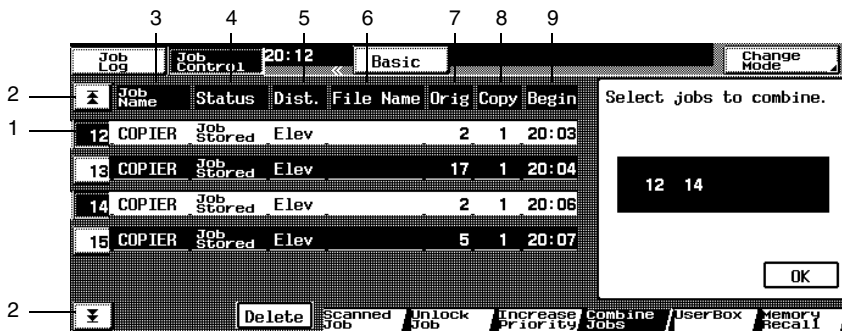 3 4 5 6 7 8 9
Job Log Job Control 20:12 « Basic Change Mode
2 Job Name Status Dist. File Name Orig Copy Begin Select jobs to combine.
1 12 COPIER Job Stored Elev 2 1 20:03
13 COPIER Job Stored Elev 17 1 20:04
12 14
14 COPIER Job Stored Elev 2 1 20:06
15 COPIER Job Stored Elev 5 1 20:07
OK
2 Delete Scanned Job Unlock Job Increase Priority Combine Jobs UserBox Memory Recall